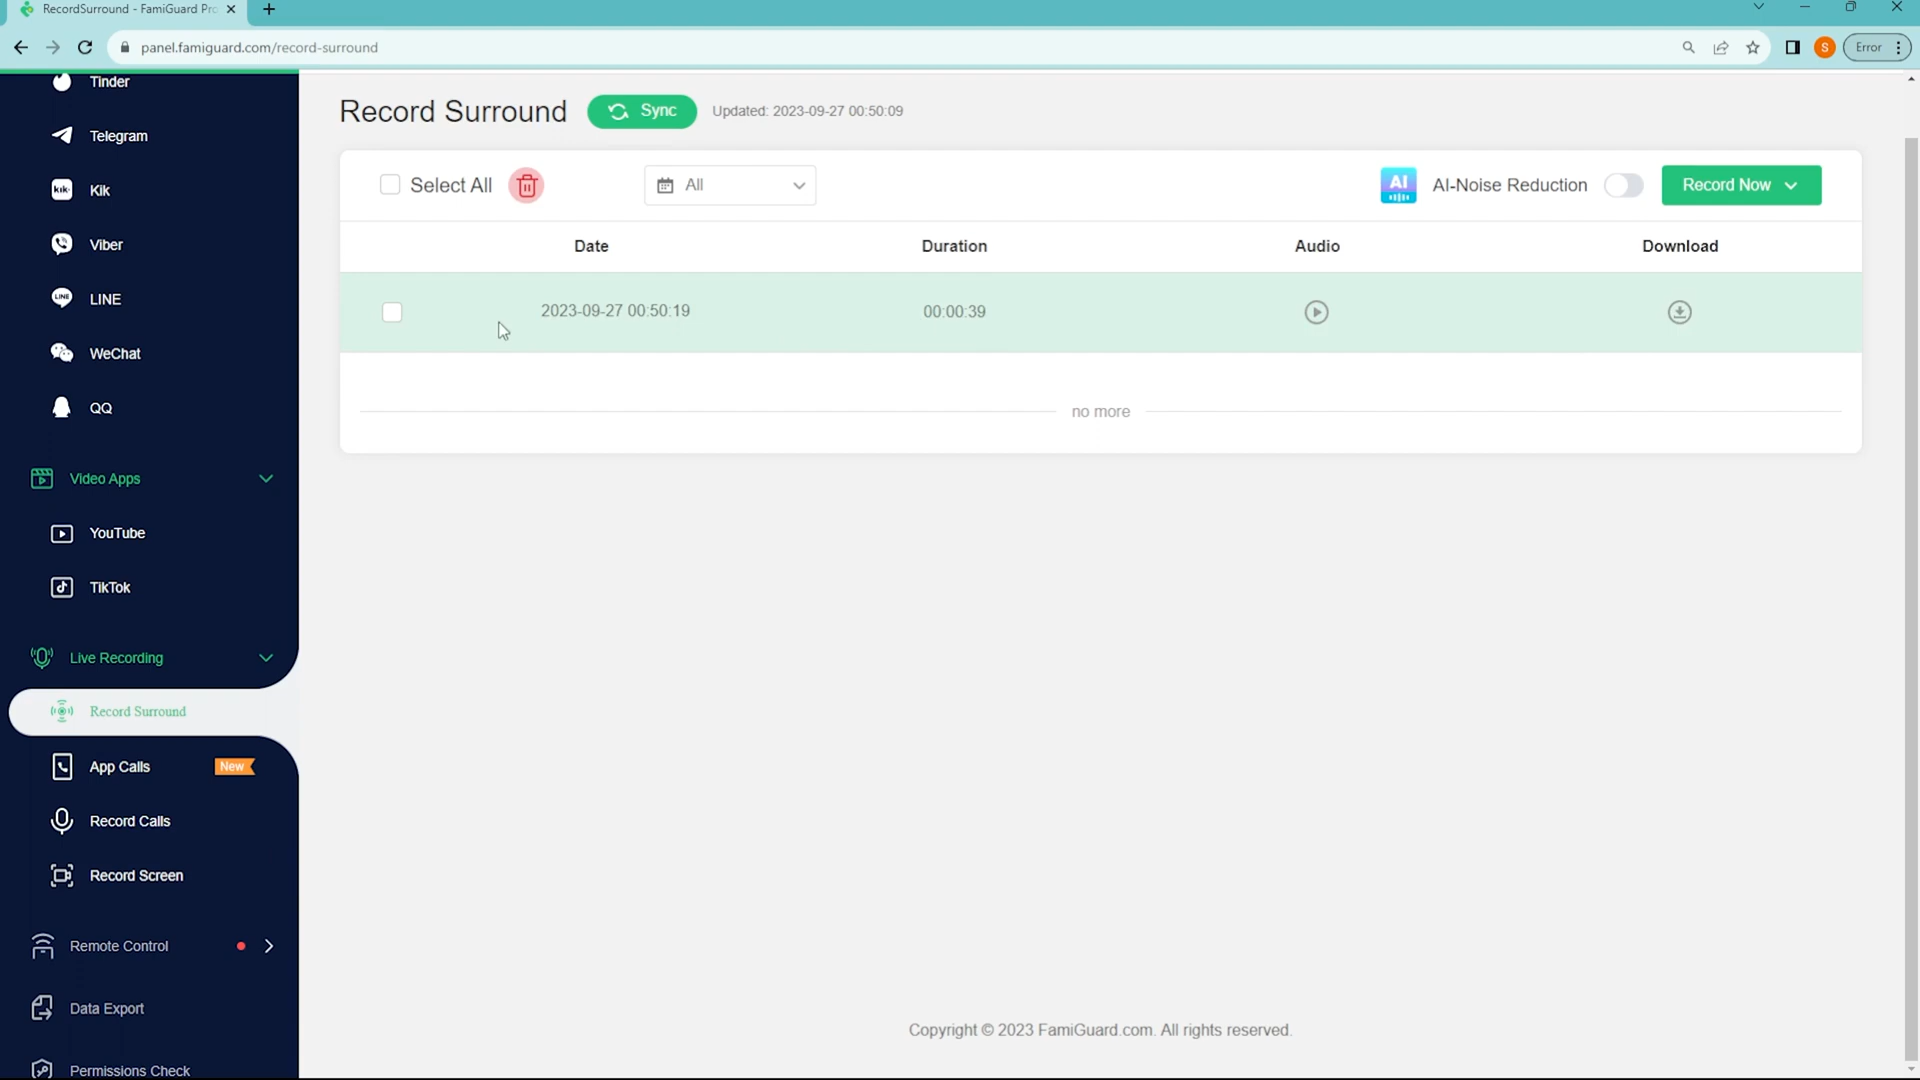 RecordSurround - FamiGuard Pro
panel.famiguard.com/record-surround
S
Error
Tinder
Telegram
kik
Kik
Viber
LINE
LINE
WeChat
QQ
Video Apps
YouTube
TikTok
Live Recording
Record Surround
App Calls
New
Record Calls
Record Screen
Remote Control
Data Export
Permissions Check
Record Surround
Sync
Updated: 2023-09-27 00:50:09
Select All
All
AI
AI-Noise Reduction
Record Now
Date Duration Audio Download
2023-09-27 00:50:19 00:00:39
no more
Copyright © 2023 FamiGuard.com. All rights reserved.